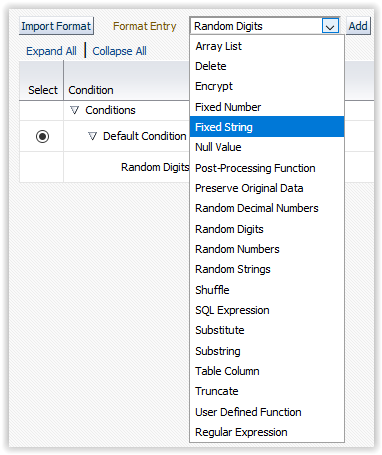 Import Format Format Entry Random Digits Add
Expand All Collapse All
Select Condition
Conditions
Default Condition
Random Digits
Array List
Delete
Encrypt
Fixed Number
Fixed String
Null Value
Post-Processing Function
Preserve Original Data
Random Decimal Numbers
Random Digits
Random Numbers
Random Strings
Shuffle
SQL Expression
Substitute
Substring
Table Column
Truncate
User Defined Function
Regular Expression